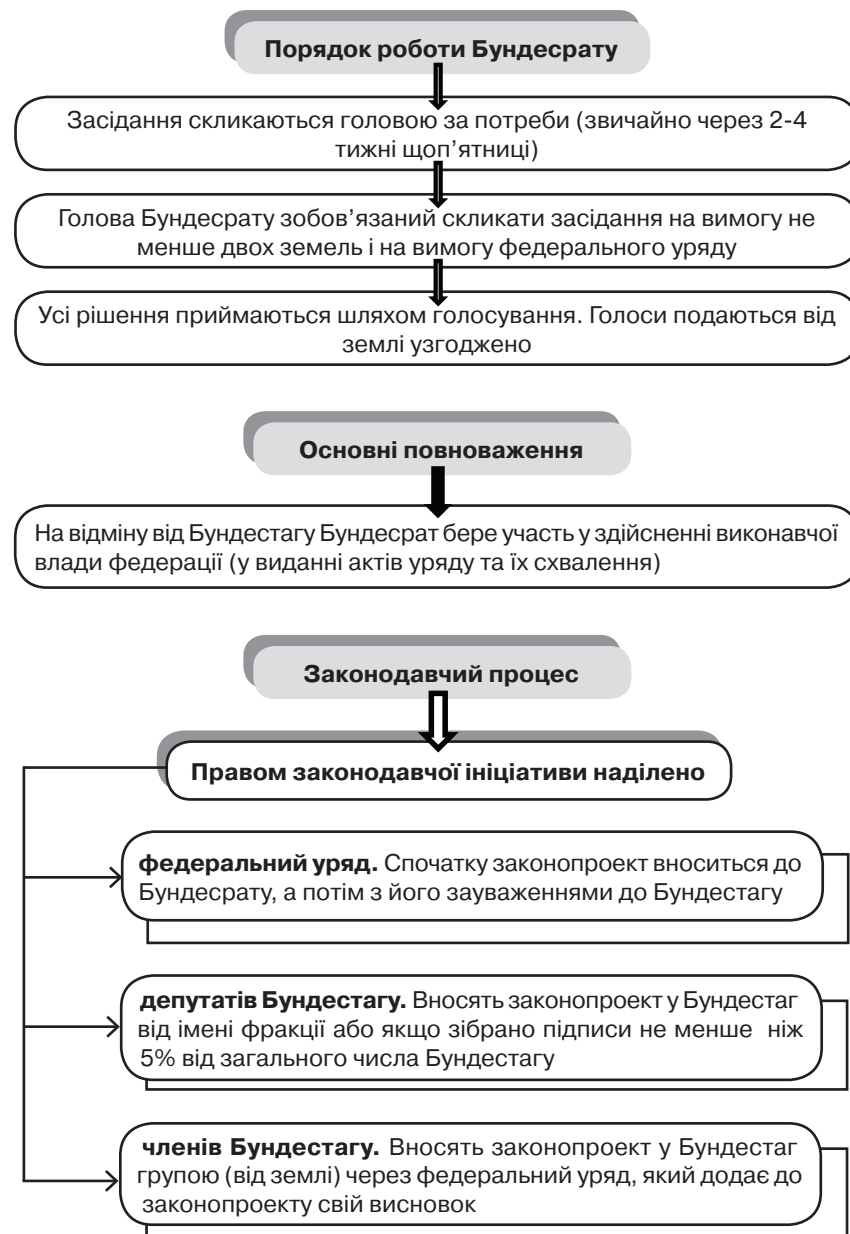 Порядок роботи Бундесрату
Засідання скликаються головою за потреби (звичайно через 2-4
тижні щоп'ятниці)
Голова Бундесрату зобов'язаний скликати засідання на вимогу не
менше двох земель і на вимогу федерального уряду
Усі рішення приймаються шляхом голосування. Голоси подаються від
землі узгоджено
Основні повноваження
На відміну від Бундестагу Бундесрат бере участь у здійсненні виконавчої
влади федерації (у виданні актів уряду та їх схвалення)
Законодавчий процес
Правом законодавчої ініціативи наділено
федеральний уряд. Спочатку законопроект вноситься до
Бундесрату, а потім з його зауваженнями до Бундестагу
депутатів Бундестагу. Вносять законопроект у Бундестаг
від імені фракції або якщо зібрано підписи не менше ніж
5% від загального числа Бундестагу
членів Бундестагу. Вносять законопроект у Бундестаг
групою (від землі) через федеральний уряд, який додає до
законопроекту свій висновок